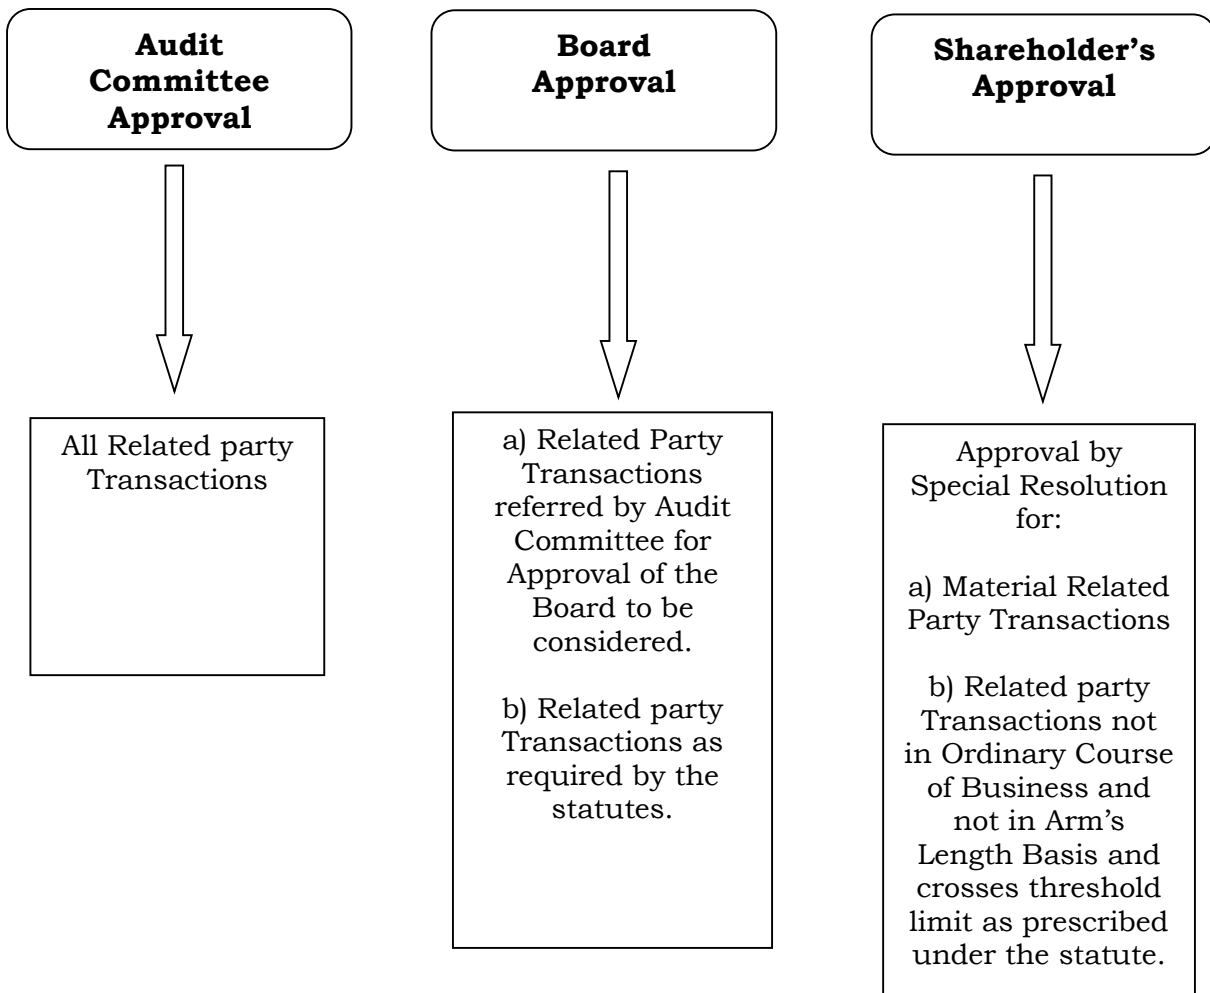 Audit
Committee
Approval
Board
Approval
Shareholder’s
Approval
All Related party
Transactions
a) Related Party
Transactions
referred by Audit
Committee for
Approval of the
Board to be
considered.
b) Related party
Transactions as
required by the
statutes.
Approval by
Special Resolution
for:
a) Material Related
Party Transactions
b) Related party
Transactions not
in Ordinary Course
of Business and
not in Arm’s
Length Basis and
crosses threshold
limit as prescribed
under the statute.